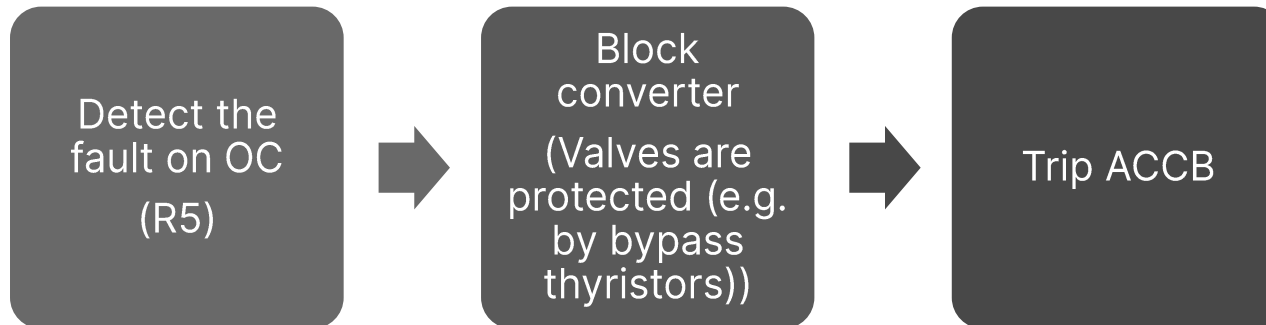 Detect the
fault on OC
(R5)
Block
converter
(Valves are
protected (e.g.
by bypass
thyristors))
Trip ACCB